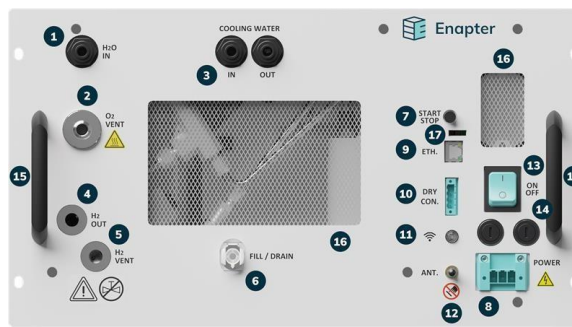 1
H2O
IN
COOLING WATER
3
IN
OUT
Enapter
16
2
O2
VENT
7
START
STOP
17
9
ETH.
13
15
4
H2
OUT
10
DRY
CON.
ON
OFF
14
5
H2
VENT
16
11
FILL / DRAIN
6
ANT.
POWER
12
8